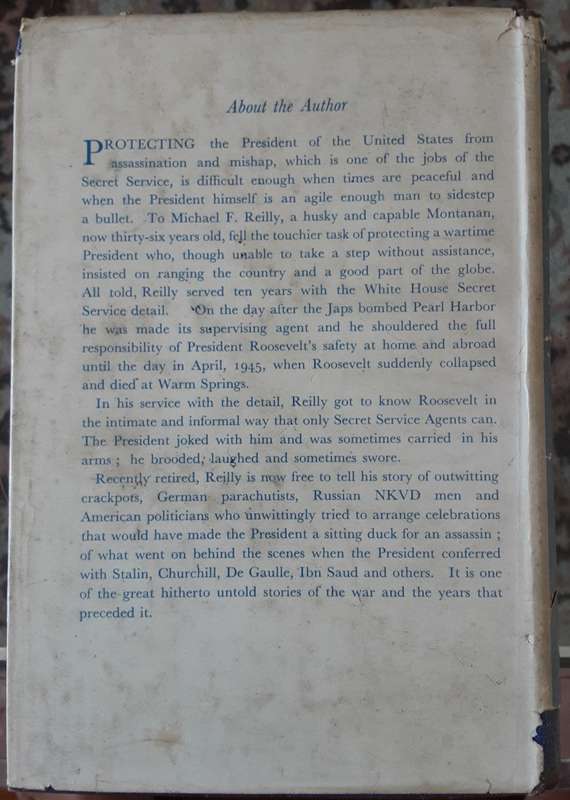 About the Author
PROTECTING the President of the United States from
assassination and mishap, which is one of the jobs of the
Secret Service, is difficult enough when times are peaceful and
when the President himself is an agile enough man to sidestep
a bullet. To Michael F. Reilly, a husky and capable Montanan,
now thirty-six years old, fell the touchier task of protecting a wartime
President who, though unable to take a step without assistance,
insisted on ranging the country and a good part of the globe.
All told, Reilly served ten years with the White House Secret
Service detail. On the day after the Japs bombed Pearl Harbor
he was made its supervising agent and he shouldered the full
responsibility of President Roosevelt's safety at home and abroad
until the day in April, 1945, when Roosevelt suddenly collapsed
and died at Warm Springs.
In his service with the detail, Reilly got to know Roosevelt in
the intimate and informal way that only Secret Service Agents can.
The President joked with him and was sometimes carried in his
arms ; he brooded, laughed and sometimes swore.
Recently retired, Reilly is now free to tell his story of outwitting
crackpots, German parachutists, Russian NKVD men and
American politicians who unwittingly tried to arrange celebrations
that would have made the President a sitting duck for an assassin ;
of what went on behind the scenes when the President conferred
with Stalin, Churchill, De Gaulle, Ibn Saud and others. It is one
of the great hitherto untold stories of the war and the years that
preceded it.